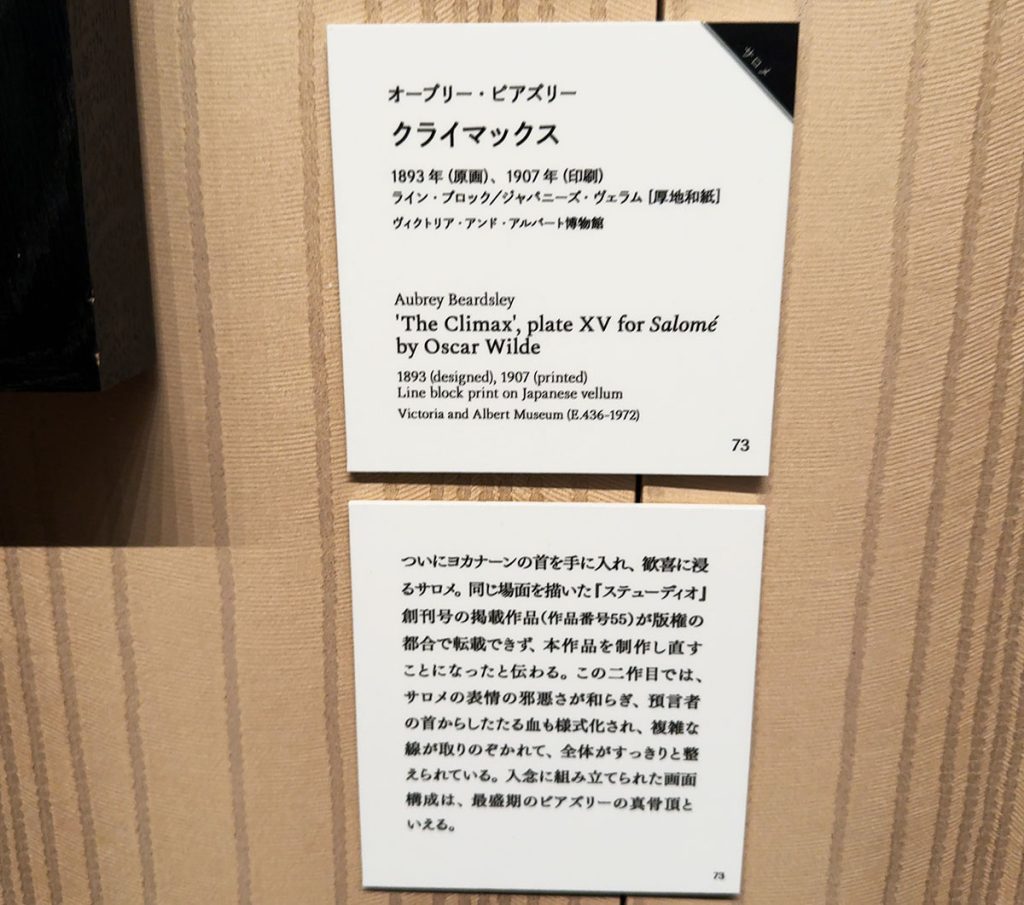 サロメ
オーブリー・ビアズリー
クライマックス
1893年(原画)、1907年(印刷)
ライン・ブロック/ジャパニーズ・ヴェラム[厚地和紙]
ヴィクトリア・アンド・アルバート博物館
Aubrey Beardsley
'The Climax', plate XV for Salomé
by Oscar Wilde
1893 (designed), 1907 (printed)
Line block print on Japanese vellum
Victoria and Albert Museum (E.436-1972)
73
ついにヨカナーンの首を手に入れ、歓喜に浸
るサロメ。同じ場面を描いた『ステューディオ』
創刊号の掲載作品(作品番号55)が版権の
都合で転載できず、本作品を制作し直す
ことになったと伝わる。この二作目では、
サロメの表情の邪悪さが和らぎ、預言者
の首からしたたる血も様式化され、複雑な
線が取りのぞかれて、全体がすっきりと整
えられている。入念に組み立てられた画面
構成は、最盛期のビアズリーの真骨頂と
いえる。
73